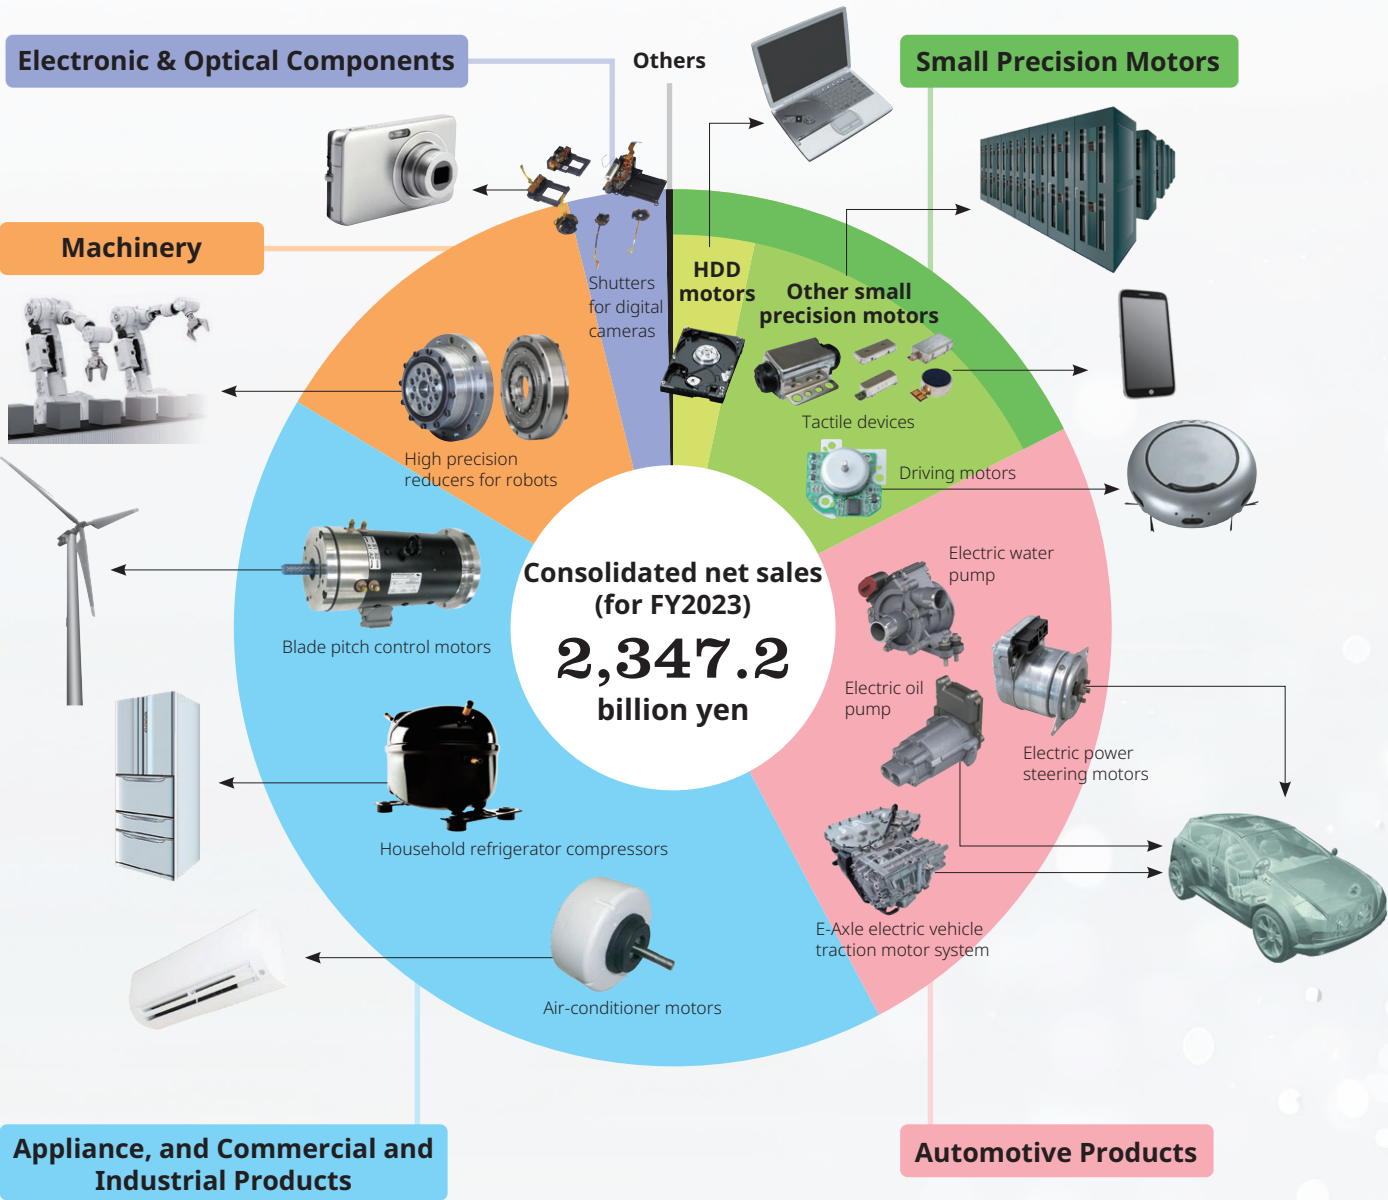 Electronic & Optical Components
Others
Small Precision Motors
Machinery
Shutters
for digital
cameras
HDD
motors
Other small
precision motors
Tactile devices
Driving motors
High precision
reducers for robots
Consolidated net sales
(for FY2023)
2,347.2
billion yen
Electric water
pump
Electric oil
pump
Electric power
steering motors
Blade pitch control motors
Household refrigerator compressors
E-Axle electric vehicle
traction motor system
Air-conditioner motors
Appliance, and Commercial and
Industrial Products
Automotive Products